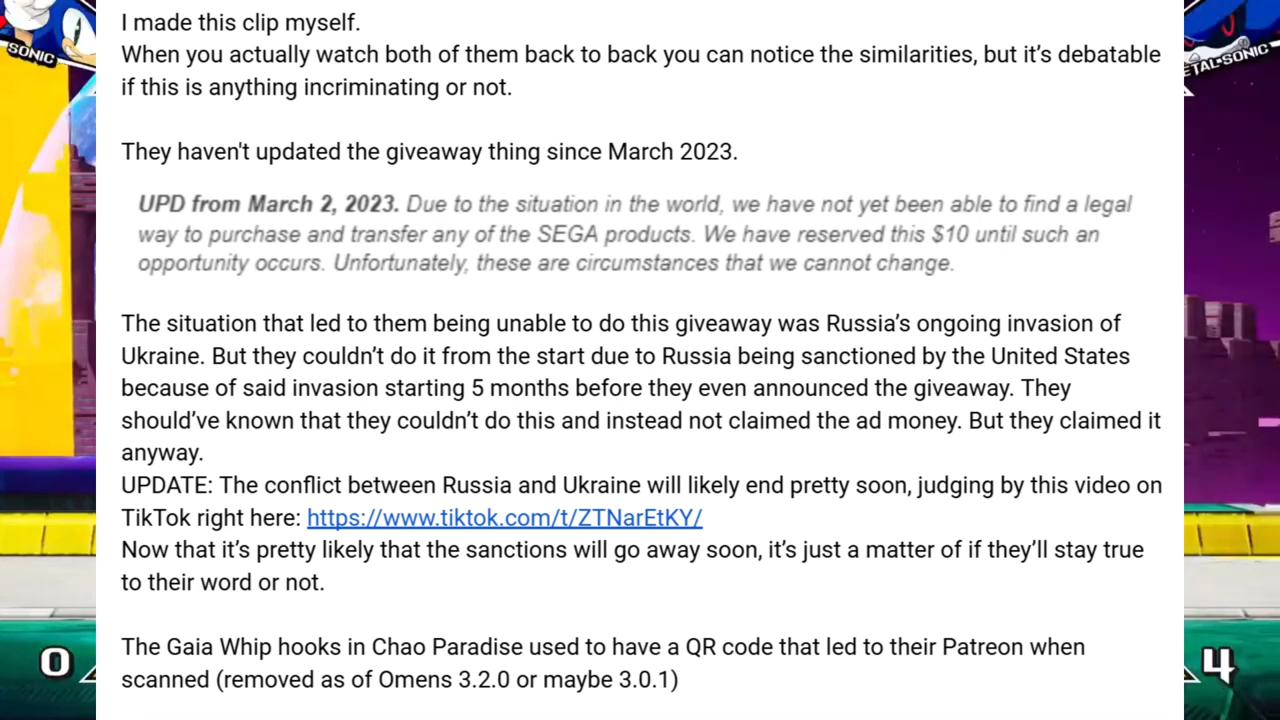 I made this clip myself.
When you actually watch both of them back to back you can notice the similarities, but it’s debatable
if this is anything incriminating or not.
They haven't updated the giveaway thing since March 2023.
UPD from March 2, 2023. Due to the situation in the world, we have not yet been able to find a legal
way to purchase and transfer any of the SEGA products. We have reserved this $10 until such an
opportunity occurs. Unfortunately, these are circumstances that we cannot change.
The situation that led to them being unable to do this giveaway was Russia’s ongoing invasion of
Ukraine. But they couldn’t do it from the start due to Russia being sanctioned by the United States
because of said invasion starting 5 months before they even announced the giveaway. They
should’ve known that they couldn’t do this and instead not claimed the ad money. But they claimed it
anyway.
UPDATE: The conflict between Russia and Ukraine will likely end pretty soon, judging by this video on
TikTok right here: https://www.tiktok.com/t/ZTNarEtKY/
Now that it’s pretty likely that the sanctions will go away soon, it’s just a matter of if they’ll stay true
to their word or not.
The Gaia Whip hooks in Chao Paradise used to have a QR code that led to their Patreon when
scanned (removed as of Omens 3.2.0 or maybe 3.0.1)
SONIC
ETAL-SONIC
0
4